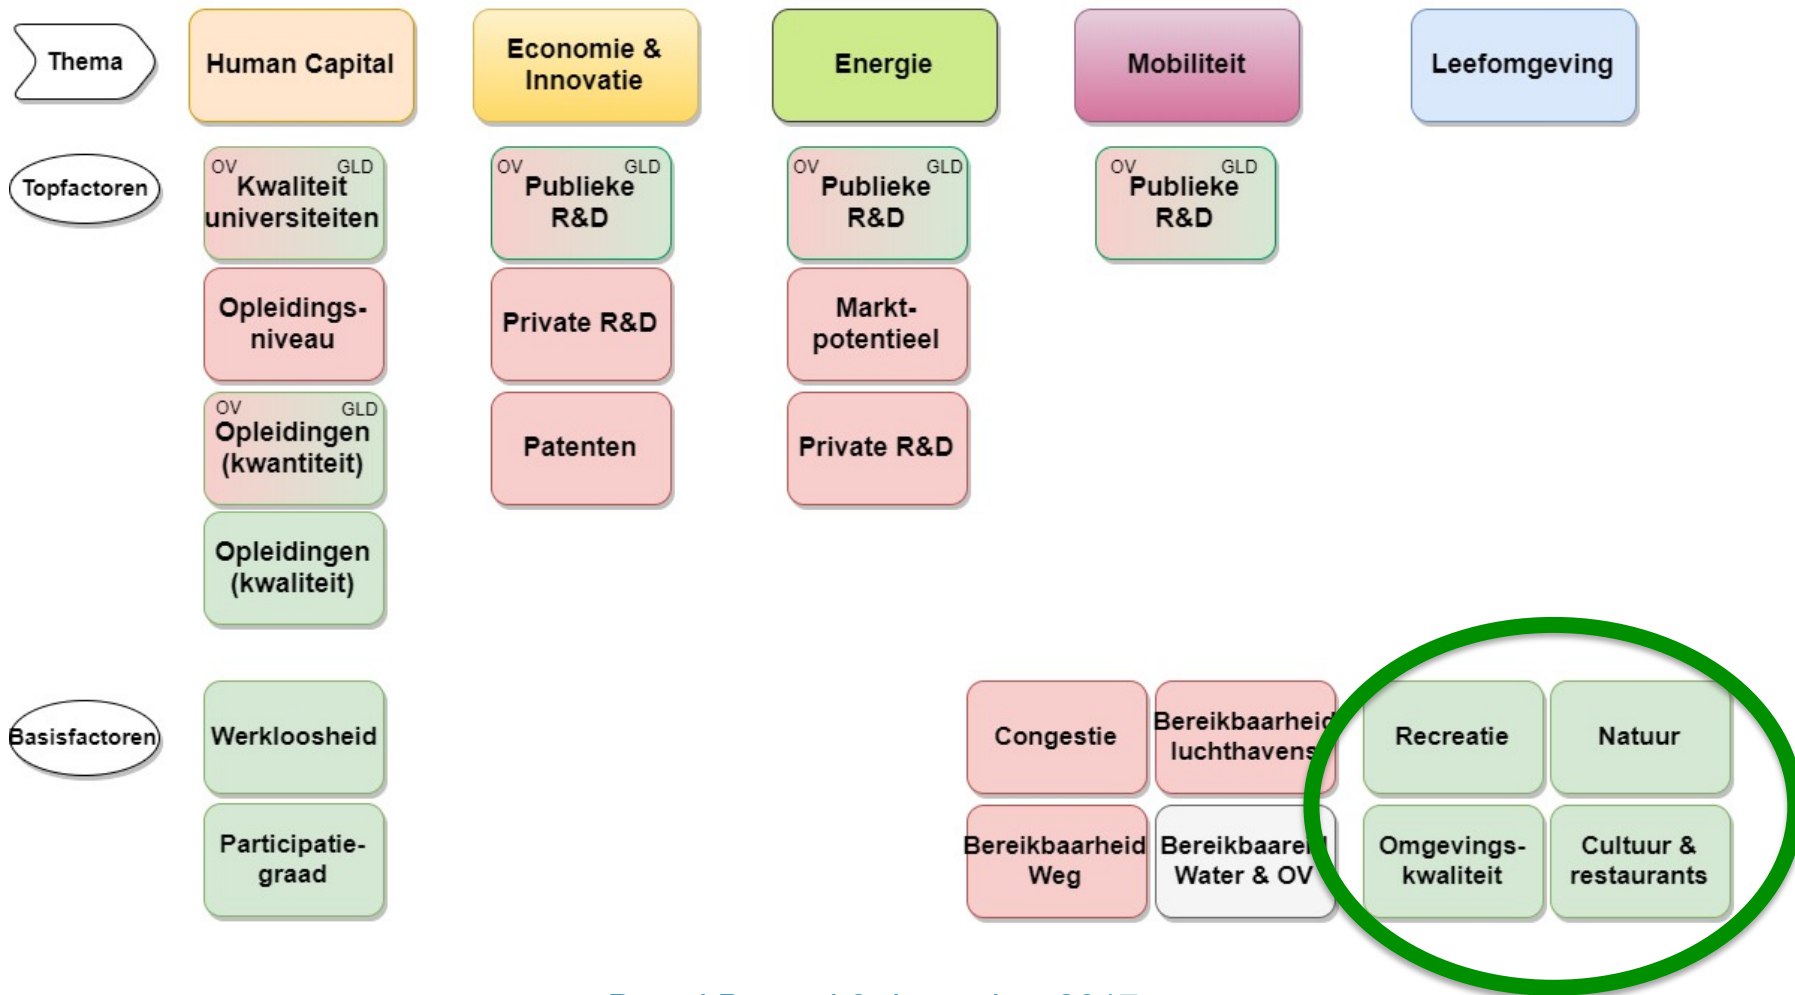 Thema
Human Capital
Economie &
Innovatie
Energie
Mobiliteit
Leefomgeving
Topfactoren
OV GLD
Kwaliteit
universiteiten
OV GLD
Publieke
R&D
OV GLD
Publieke
R&D
OV GLD
Publieke
R&D
Opleidings-
niveau
Private R&D
Markt-
potentieel
OV GLD
Opleidingen
(kwantiteit)
Patenten
Private R&D
Opleidingen
(kwaliteit)
Basisfactoren
Werkloosheid
Congestie
Bereikbaarheid
luchthavens
Recreatie
Natuur
Participatie-
graad
Bereikbaarheid
Weg
Bereikbaareid
Water & OV
Omgevings-
kwaliteit
Cultuur &
restaurants